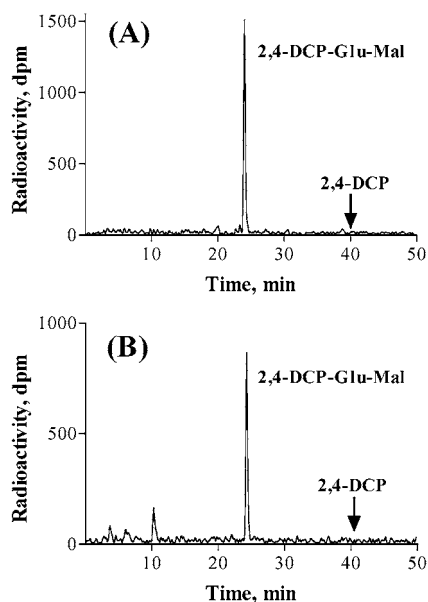 (A)
Radioactivity, dpm
1500
1000
500
0
2,4-DCP-Glu-Mal
2,4-DCP
10 20 30 40 50
Time, min
(B)
Radioactivity, dpm
1000
500
0
2,4-DCP-Glu-Mal
2,4-DCP
10 20 30 40 50
Time, min